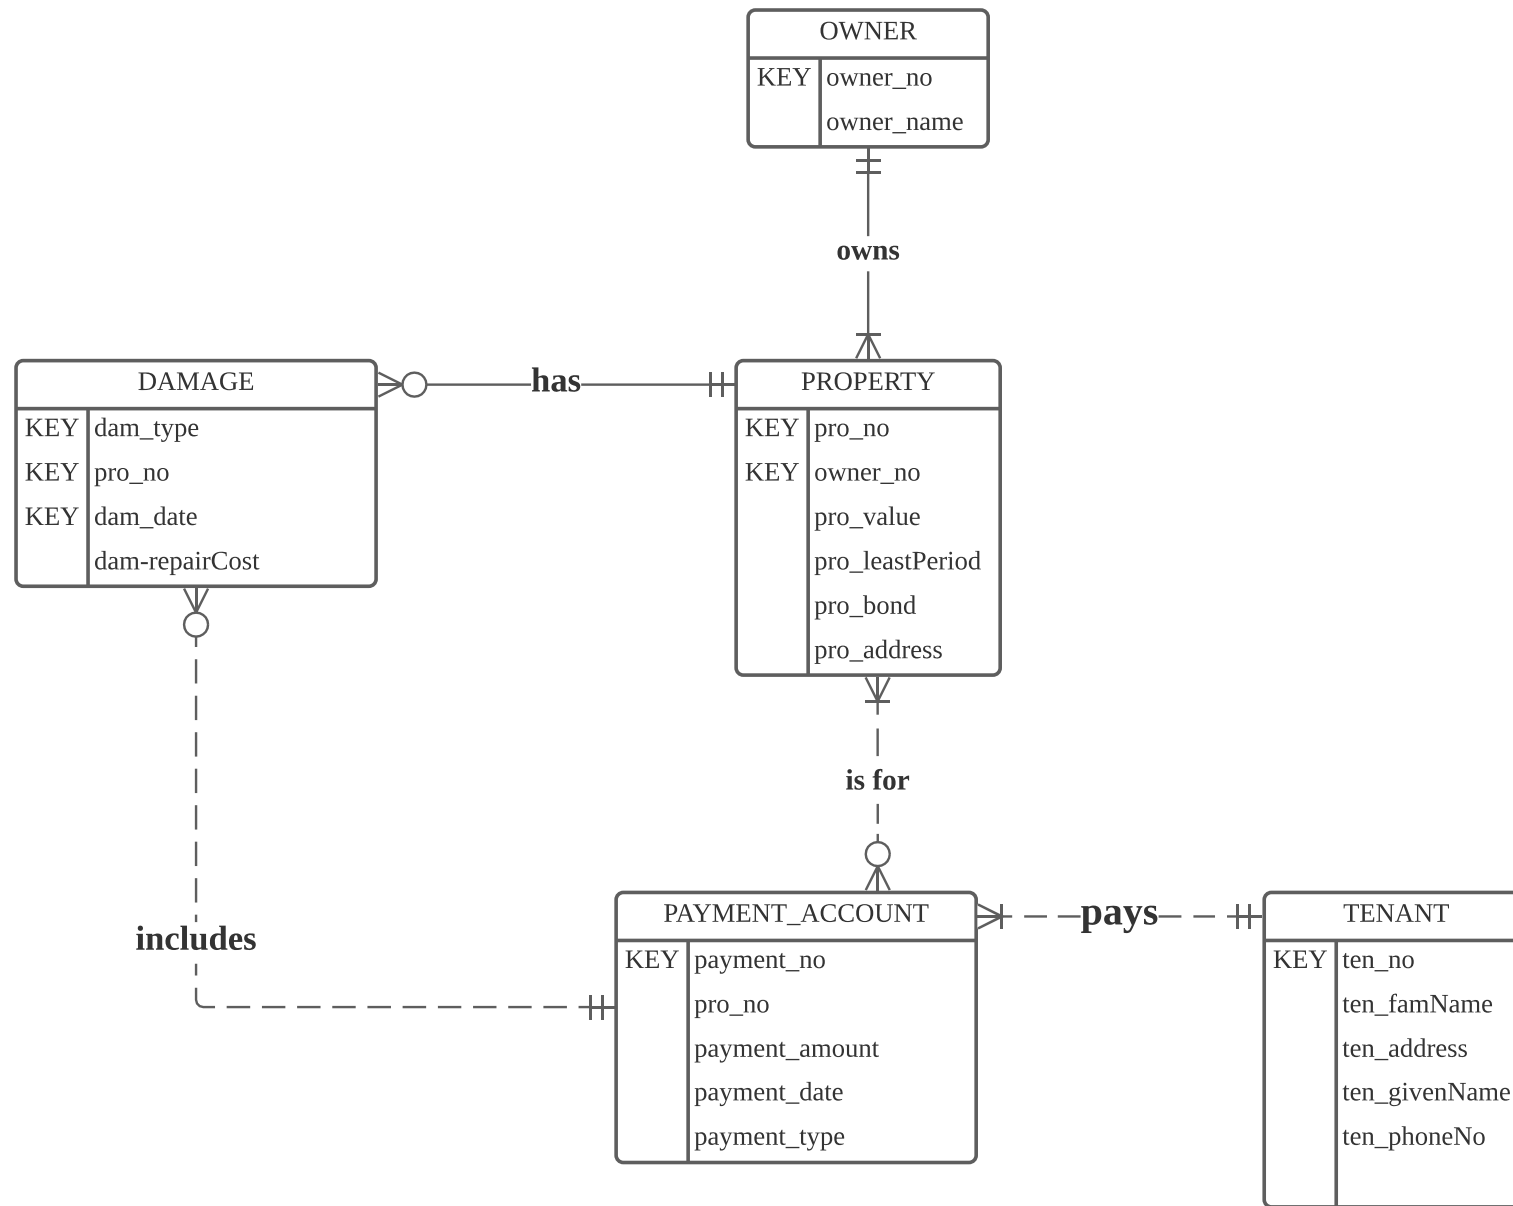 OWNER
KEY owner_no
owner_name
owns
DAMAGE
KEY dam_type
KEY pro_no
KEY dam_date
dam-repairCost
has
PROPERTY
KEY pro_no
KEY owner_no
pro_value
pro_leastPeriod
pro_bond
pro_address
is for
includes
PAYMENT_ACCOUNT
KEY payment_no
pro_no
payment_amount
payment_date
payment_type
pays
TENANT
KEY ten_no
ten_famName
ten_address
ten_givenName
ten_phoneNo